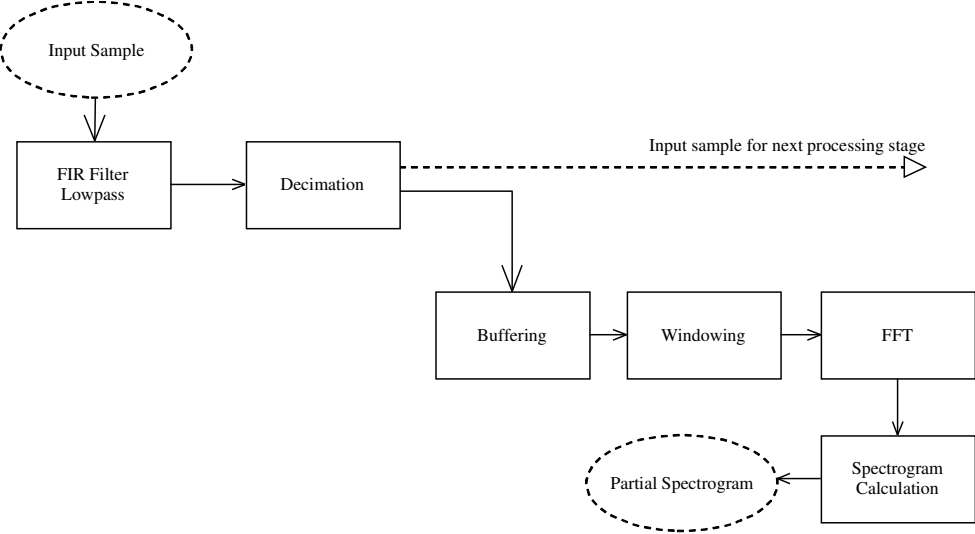 Input Sample
Input sample for next processing stage
FIR Filter
Lowpass
Decimation
Buffering
Windowing
FFT
Spectrogram
Calculation
Partial Spectrogram